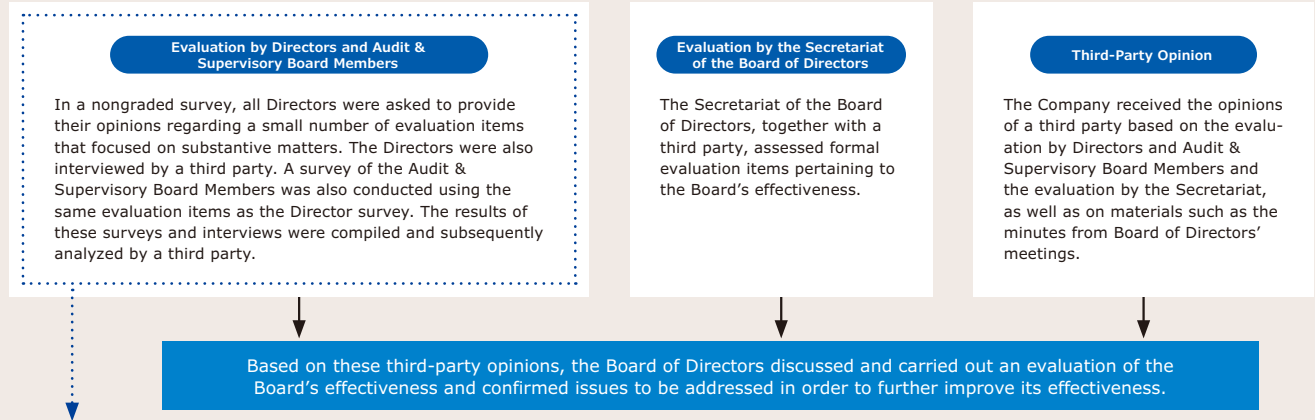 Evaluation by Directors and Audit &
Supervisory Board Members
In a nongraded survey, all Directors were asked to provide
their opinions regarding a small number of evaluation items
that focused on substantive matters. The Directors were also
interviewed by a third party. A survey of the Audit &
Supervisory Board Members was also conducted using the
same evaluation items as the Director survey. The results of
these surveys and interviews were compiled and subsequently
analyzed by a third party.
Evaluation by the Secretariat
of the Board of Directors
The Secretariat of the Board
of Directors, together with a
third party, assessed formal
evaluation items pertaining to
the Board’s effectiveness.
Third-Party Opinion
The Company received the opinions
of a third party based on the evalu-
ation by Directors and Audit &
Supervisory Board Members and
the evaluation by the Secretariat,
as well as on materials such as the
minutes from Board of Directors’
meetings.
Based on these third-party opinions, the Board of Directors discussed and carried out an evaluation of the
Board’s effectiveness and confirmed issues to be addressed in order to further improve its effectiveness.